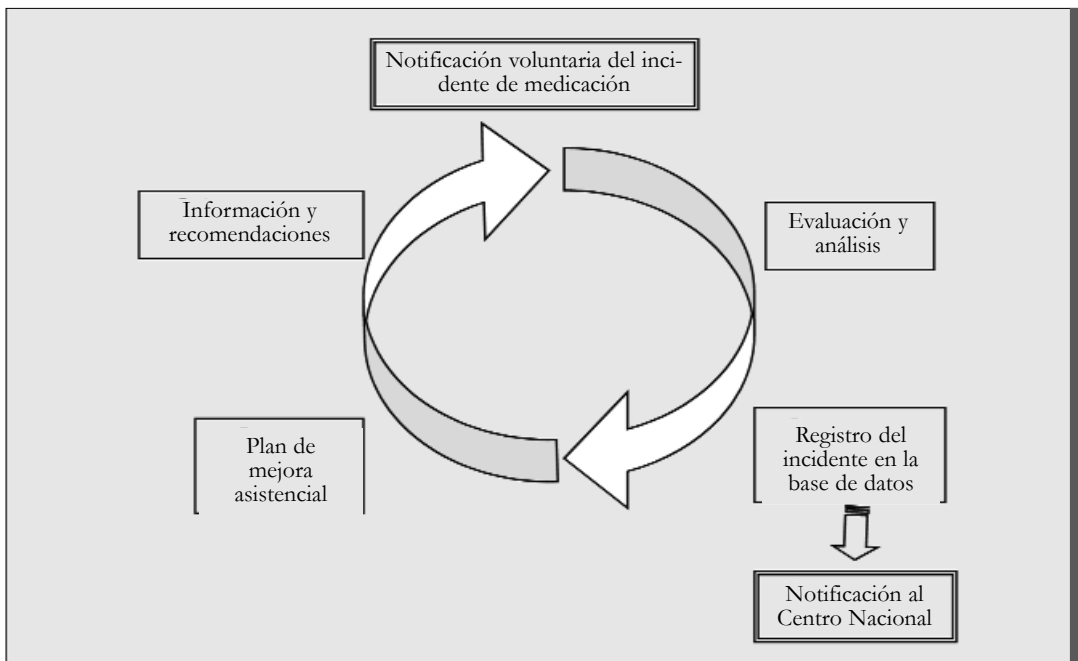 Notificación voluntaria del inci-
dente de medicación
Información y
recomendaciones
Evaluación y
análisis
Plan de
mejora
asistencial
Registro del
incidente en la
base de datos
Notificación al
Centro Nacional